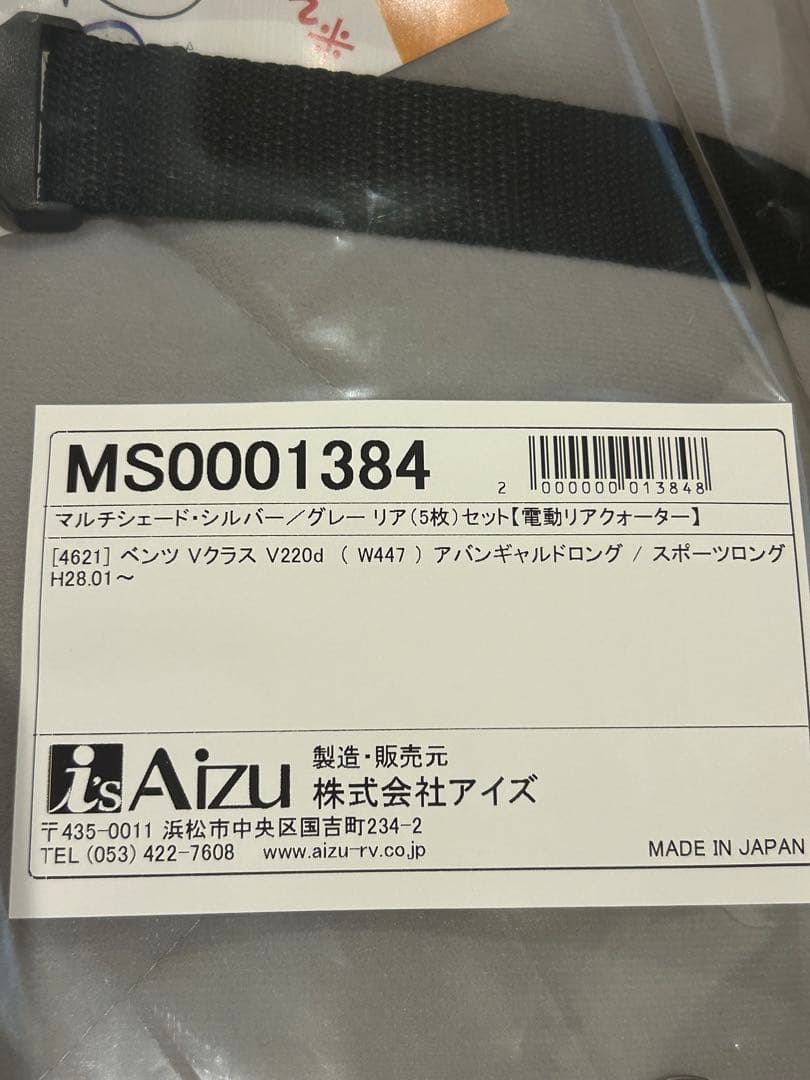 ※2
MS0001384
2 000000 013848
マルチシェード・シルバー／グレー リア(5枚)セット【電動リアクォーター】
[4621] ベンツ Vクラス V220d ( W447 ) アバンギャルドロング / スポーツロング
H28.01～
i's Aizu 製造・販売元
株式会社アイズ
〒435-0011 浜松市中央区国吉町234-2
TEL (053) 422-7608 www.aizu-rv.co.jp
MADE IN JAPAN